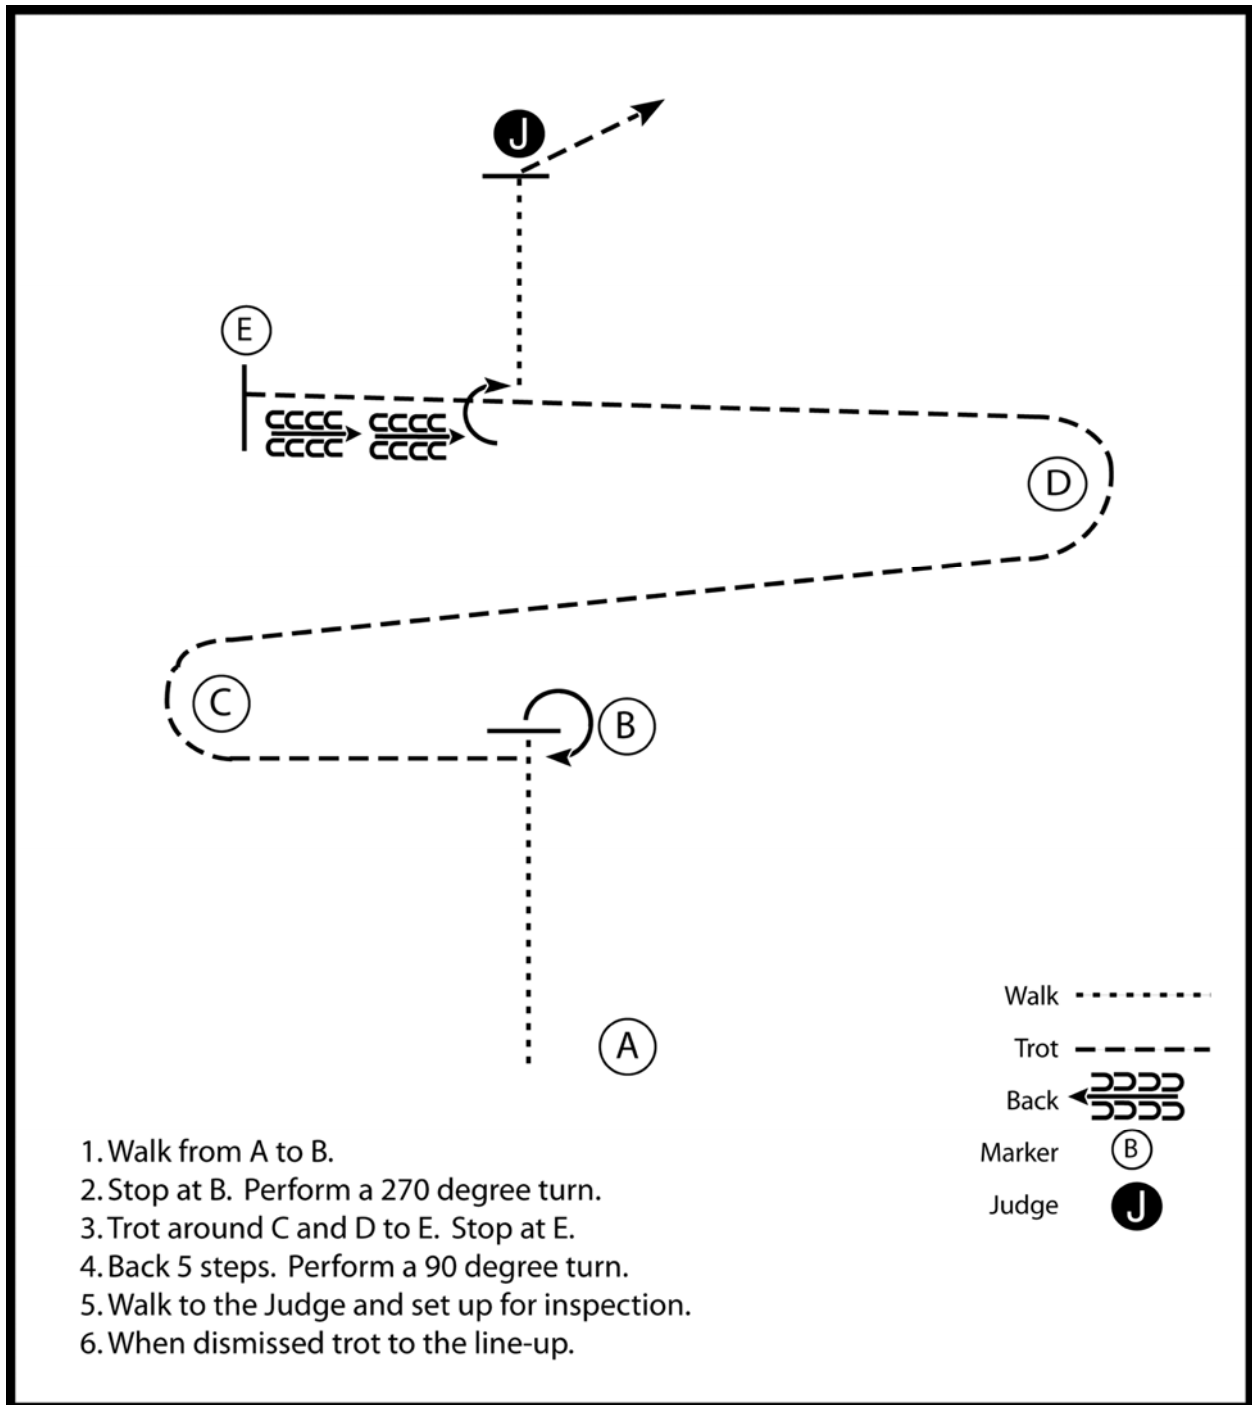 J
E
D
C
B
A
Walk
Trot
Back
Marker B
Judge J
1. Walk from A to B.
2. Stop at B. Perform a 270 degree turn.
3. Trot around C and D to E. Stop at E.
4. Back 5 steps. Perform a 90 degree turn.
5. Walk to the Judge and set up for inspection.
6. When dismissed trot to the line-up.